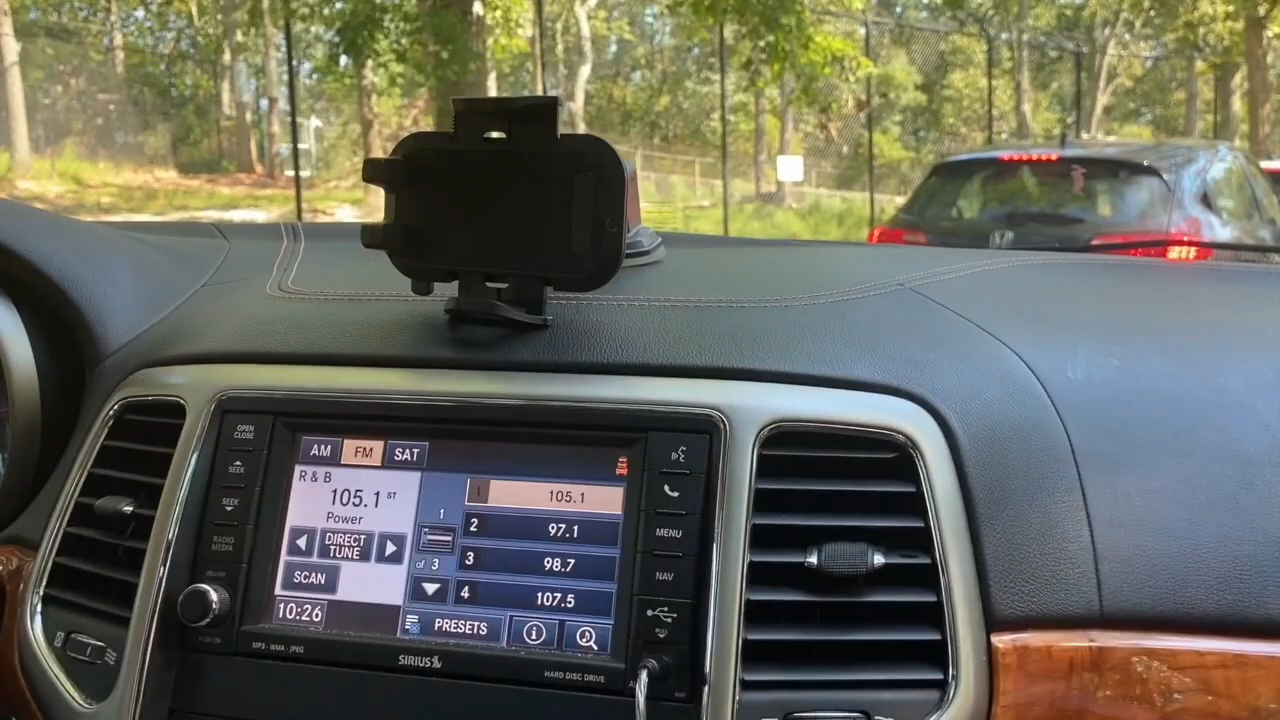 OPEN
CLOSE
SEEK
SEEK
RADIO
MEDIA
VOLUME
MP3 - WMA - JPEG
AM
FM
SAT
R & B
105.1 ST
Power
DIRECT
TUNE
SCAN
10:26
1
of 3
1 105.1
2 97.1
3 98.7
4 107.5
PRESETS
MENU
NAV
PULL
SIRIUS
HARD DISC DRIVE